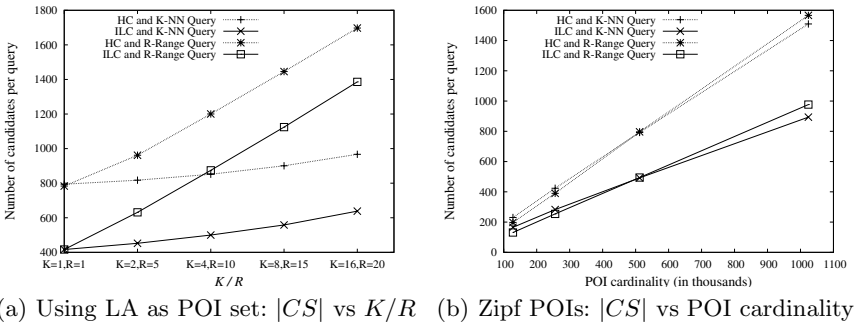 1800
1600
1400
1200
1000
800
600
400
K=1,R=1
K=2,R=5
K=4,R=10
K=8,R=15
K=16,R=20
Number of candidates per query
K/R
HC and K-NN Query
ILC and K-NN Query
HC and R-Range Query
ILC and R-Range Query
1600
1400
1200
1000
800
600
400
200
0
100 200 300 400 500 600 700 800 900 1000 1100
Number of candidates per query
POI cardinality (in thousands)
HC and K-NN Query
ILC and K-NN Query
HC and R-Range Query
ILC and R-Range Query
a) Using LA as POI set: |CS| vs K/R
(b) Zipf POIs: |CS| vs POI cardinality